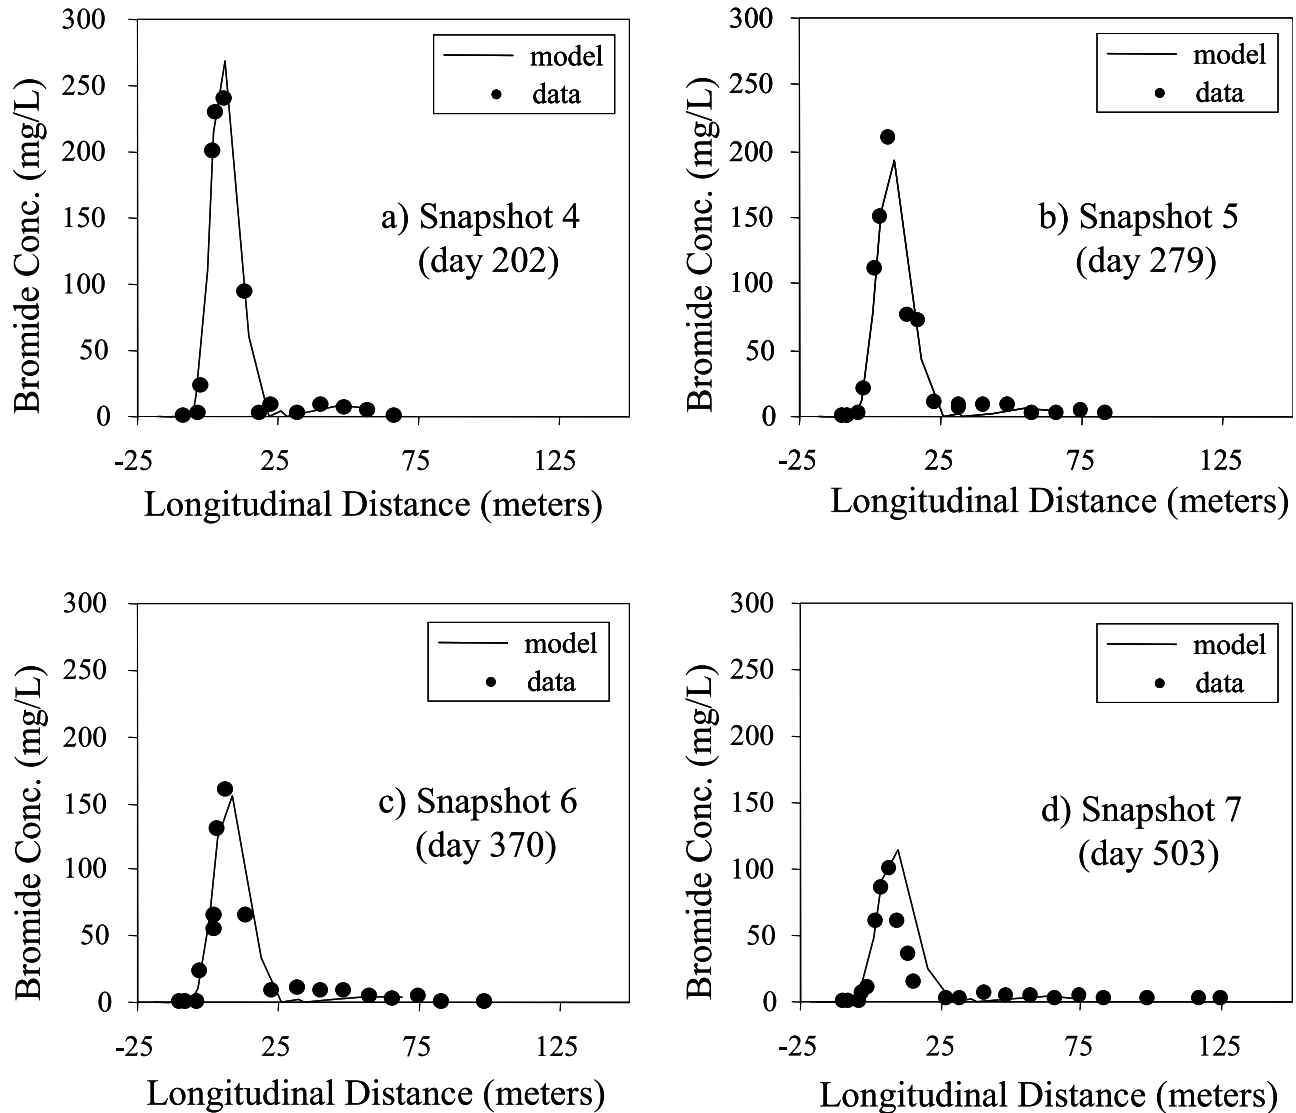 300
250
200
150
100
50
0
Bromide Conc. (mg/L)
model
data
a) Snapshot 4
(day 202)
-25 25 75 125
Longitudinal Distance (meters)
300
250
200
150
100
50
0
Bromide Conc. (mg/L)
model
data
b) Snapshot 5
(day 279)
-25 25 75 125
Longitudinal Distance (meters)
300
250
200
150
100
50
0
Bromide Conc. (mg/L)
model
data
c) Snapshot 6
(day 370)
-25 25 75 125
Longitudinal Distance (meters)
300
250
200
150
100
50
0
Bromide Conc. (mg/L)
model
data
d) Snapshot 7
(day 503)
-25 25 75 125
Longitudinal Distance (meters)